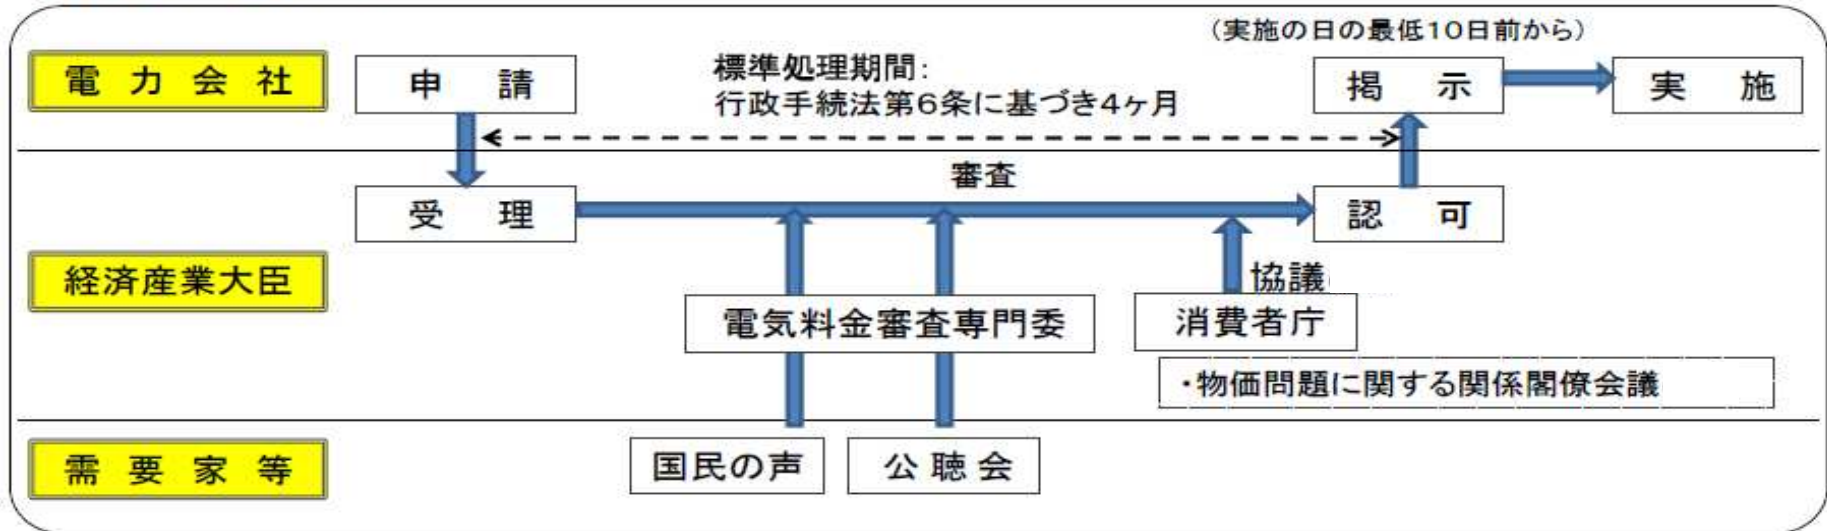 (実施の日の最低10日前から)
電力会社
申請
標準処理期間:
行政手続法第6条に基づき4ヶ月
掲示
実施
審査
受理
認可
経済産業大臣
協議
電気料金審査専門委
消費者庁
・物価問題に関する関係閣僚会議
需要家等
国民の声
公聴会